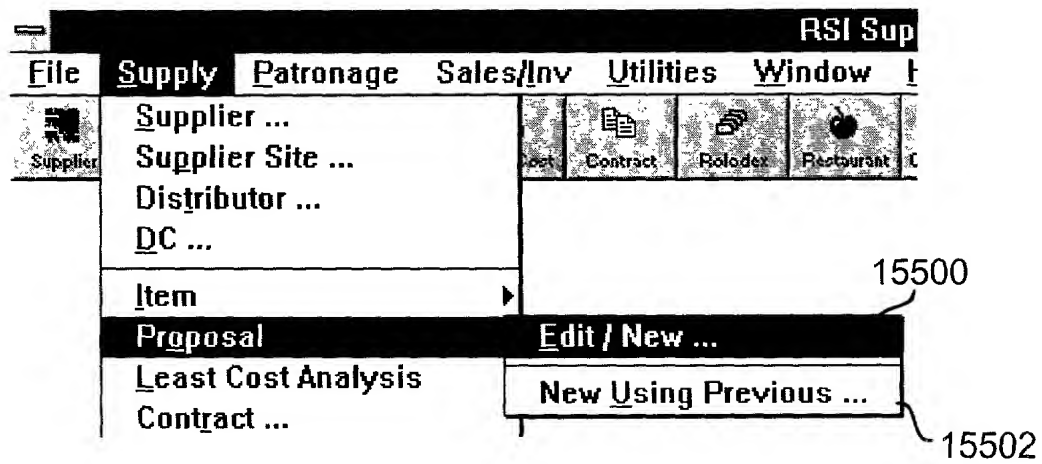 RSI Sup
File Supply Patronage Sales/Inv Utilities Window H
Supplier Cost Contract Rolodex Restaurant
Supplier ...
Supplier Site ...
Distributor ...
DC ...
Item
Proposal
Least Cost Analysis
Contract ...
15500
Edit / New ...
New Using Previous ...
15502